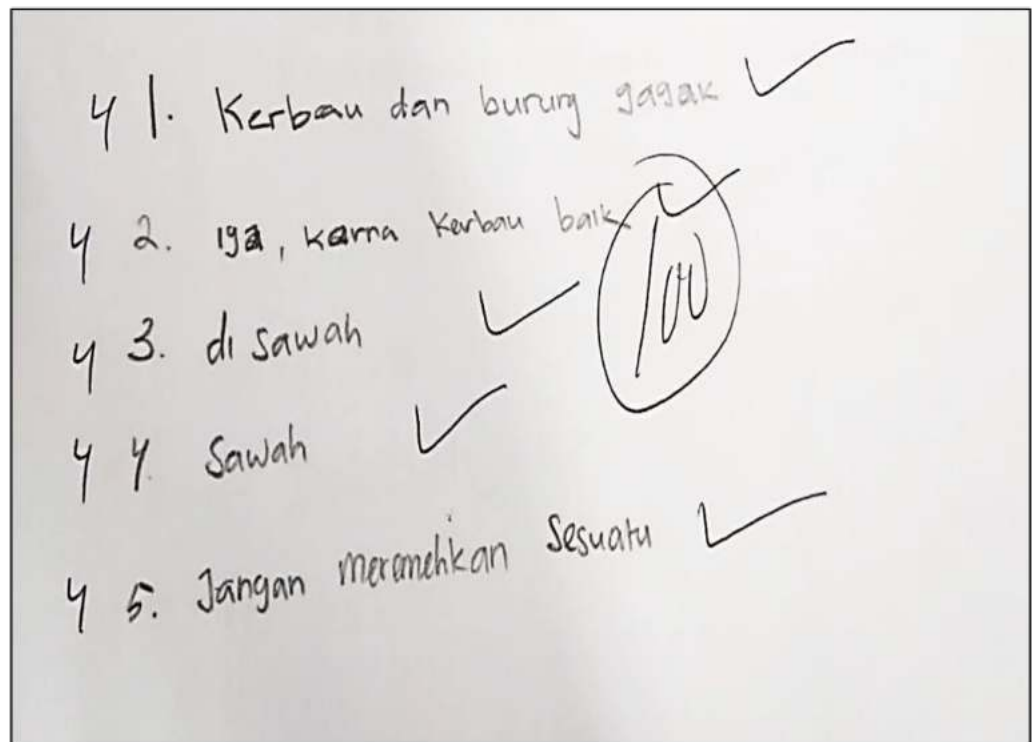 4 1. Kerbau dan burung gagak ✓
4 2. iya, karna Kerbau baik ✓
100
4 3. di sawah ✓
4 4. Sawah ✓
4 5. Jangan meremehkan Sesuatu ✓